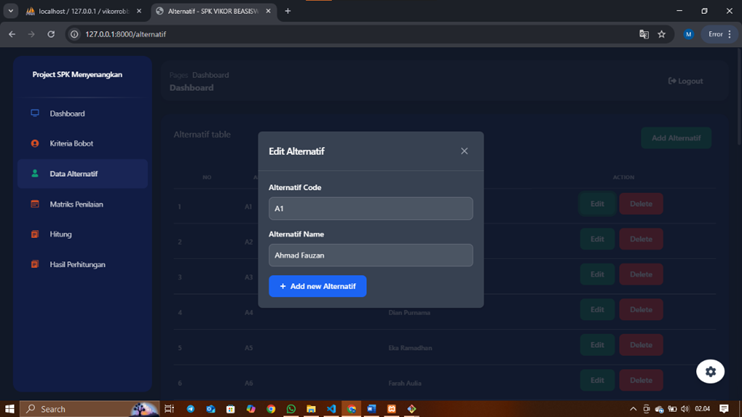 localhost / 127.0.0.1 / vikorrobb
Alternatif - SPK VIKOR BEASISW
127.0.0.1:8000/alternatif
M
Error
Project SPK Menyenangkan
Dashboard
Kriteria Bobot
Data Alternatif
Matriks Penilaian
Hitung
Hasil Perhitungan
Pages Dashboard
Dashboard
Logout
Alternatif table
Add Alternatif
NO
ACTION
1
A1
Edit
Delete
2
A2
Edit
Delete
3
A3
Edit
Delete
4
A4
Dian Purnama
Edit
Delete
5
A5
Eka Ramadhan
Edit
Delete
6
A6
Farah Aulia
Edit
Delete
Edit Alternatif
Alternatif Code
A1
Alternatif Name
Ahmad Fauzan
+ Add new Alternatif
Search
02.04